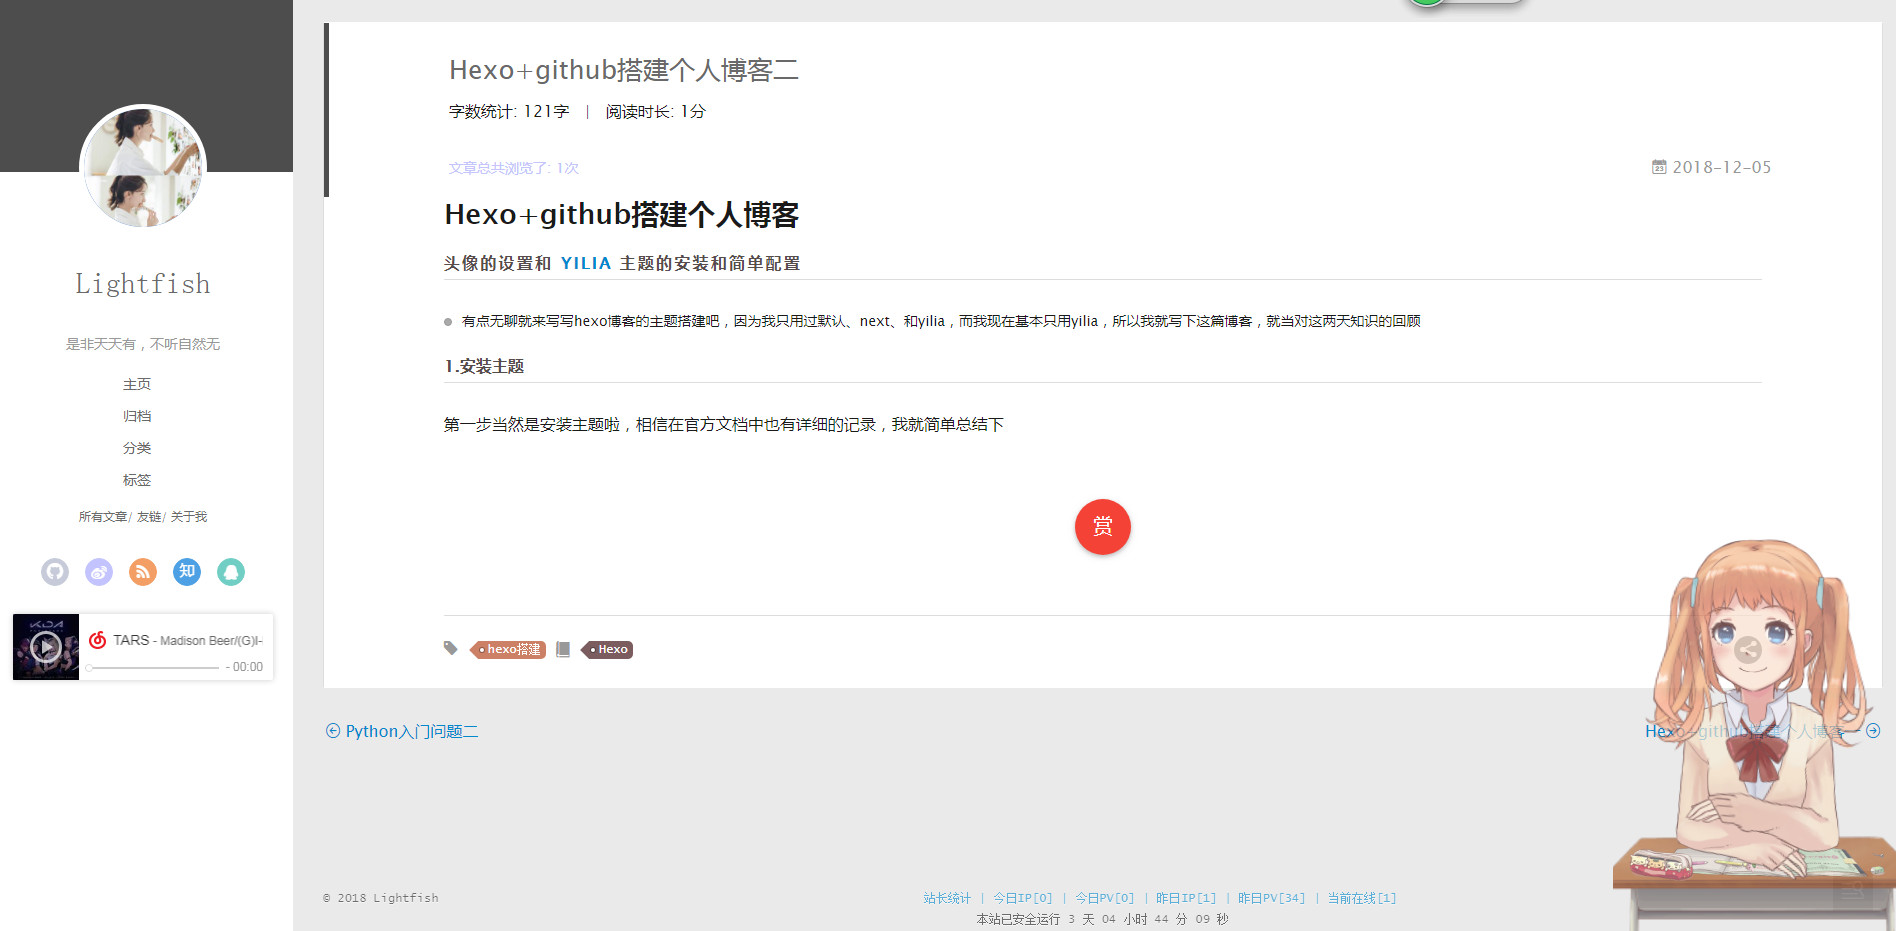 Lightfish
是非天天有，不听自然无
主页
归档
分类
标签
所有文章/ 友链/ 关于我
知
TARS - Madison Beer/(G)I-
- 00:00
Hexo+github搭建个人博客二
字数统计: 121字 | 阅读时长: 1分
文章总共浏览了: 1次
2018-12-05
Hexo+github搭建个人博客
头像的设置和 YILIA 主题的安装和简单配置
有点无聊就来写写hexo博客的主题搭建吧，因为我只用过默认、next、和yilia，而我现在基本只用yilia，所以我就写下这篇博客，就当对这两天知识的回顾
1.安装主题
第一步当然是安装主题啦，相信在官方文档中也有详细的记录，我就简单总结下
赏
hexo搭建
Hexo
Python入门问题二
Hexo+github搭建个人博客一
© 2018 Lightfish
站长统计 | 今日IP[0] | 今日PV[0] | 昨日IP[1] | 昨日PV[34] | 当前在线[1]
本站已安全运行 3 天 04 小时 44 分 09 秒